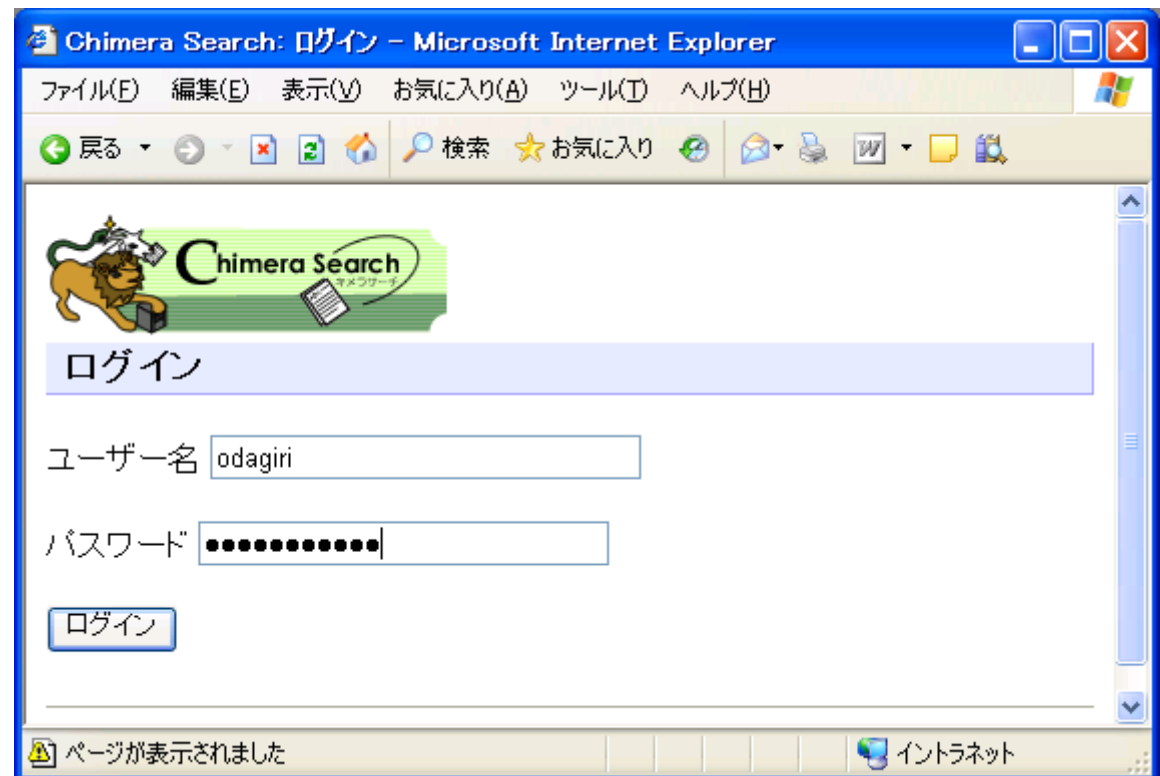 Chimera Search: ログイン - Microsoft Internet Explorer
ファイル(F) 編集(E) 表示(V) お気に入り(A) ツール(T) ヘルプ(H)
戻る 検索 お気に入り W
Chimera Search
キメラサーチ
ログイン
ユーザー名 odagiri
パスワード ●●●●●●●●●●●
ログイン
ページが表示されました イントラネット